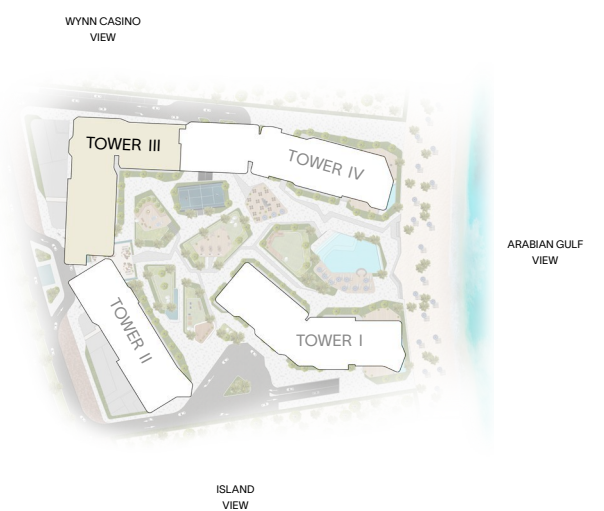 WYNN CASINO
VIEW
TOWER III
TOWER IV
ARABIAN GULF
VIEW
TOWER II
TOWER I
ISLAND
VIEW